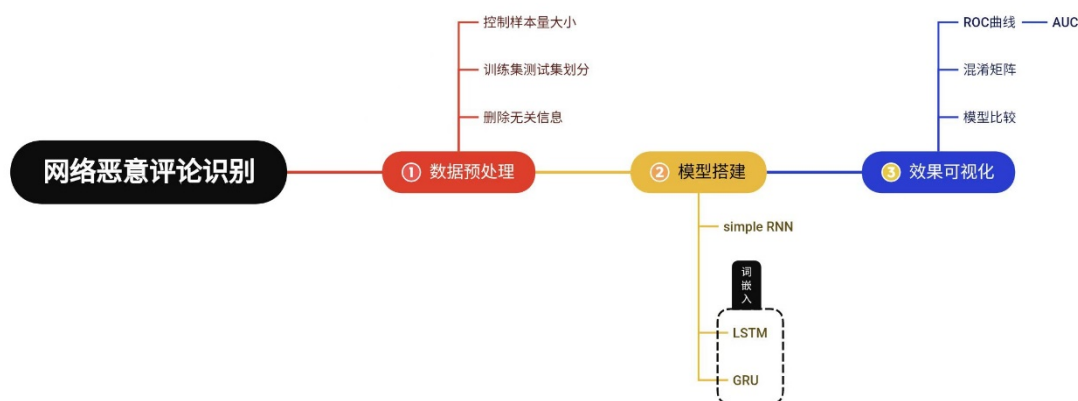 网络恶意评论识别
① 数据预处理
控制样本量大小
训练集测试集划分
删除无关信息
② 模型搭建
simple RNN
词嵌入
LSTM
GRU
③ 效果可视化
ROC曲线
AUC
混淆矩阵
模型比较